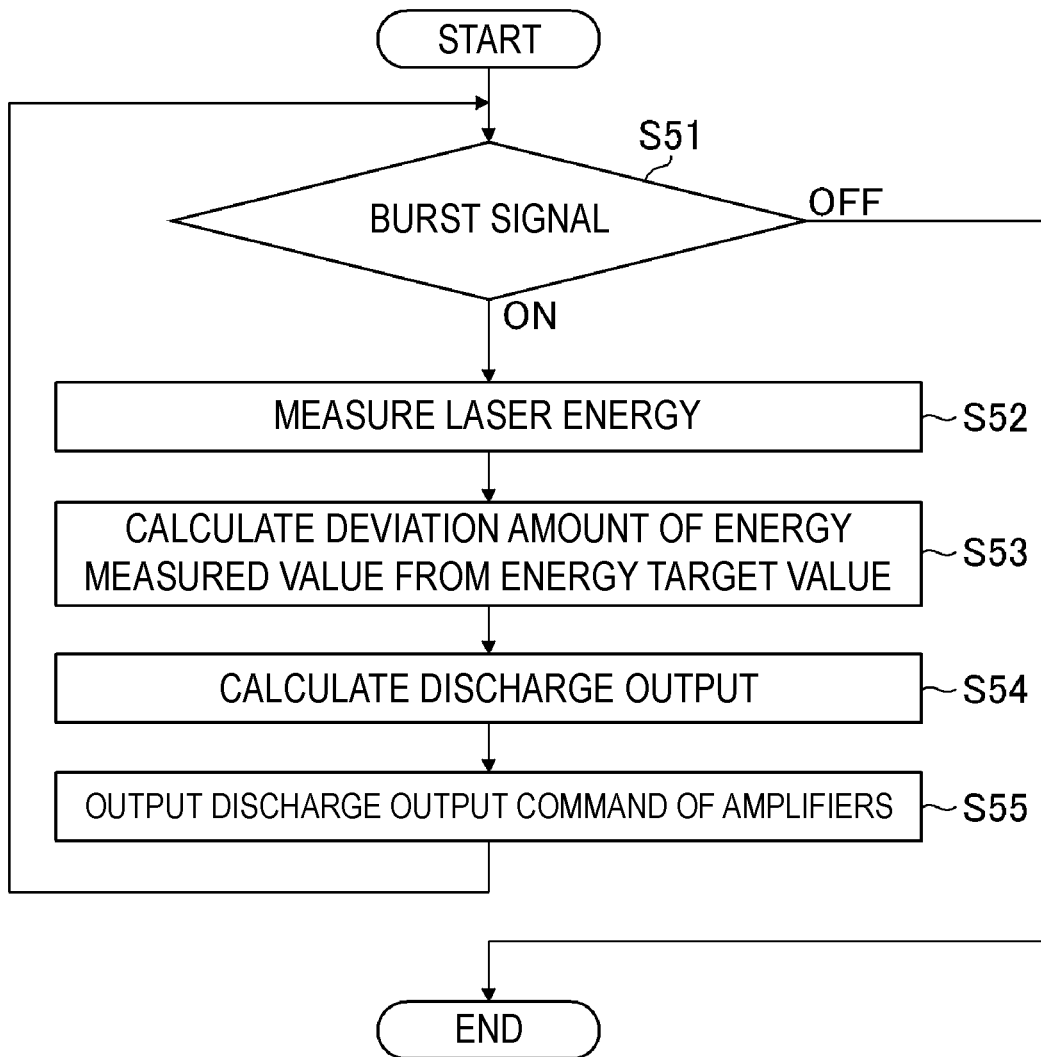 START
S51
BURST SIGNAL
OFF
ON
MEASURE LASER ENERGY
S52
CALCULATE DEVIATION AMOUNT OF ENERGY
MEASURED VALUE FROM ENERGY TARGET VALUE
S53
CALCULATE DISCHARGE OUTPUT
S54
OUTPUT DISCHARGE OUTPUT COMMAND OF AMPLIFIERS
S55
END